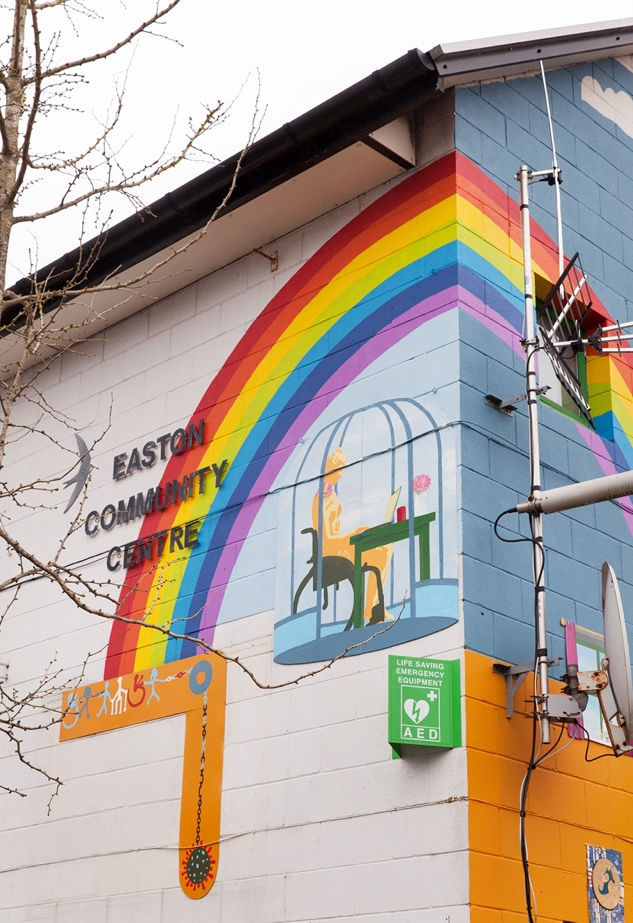 EASTON
COMMUNITY
CENTRE
LIFE SAVING
EMERGENCY
EQUIPMENT
AED